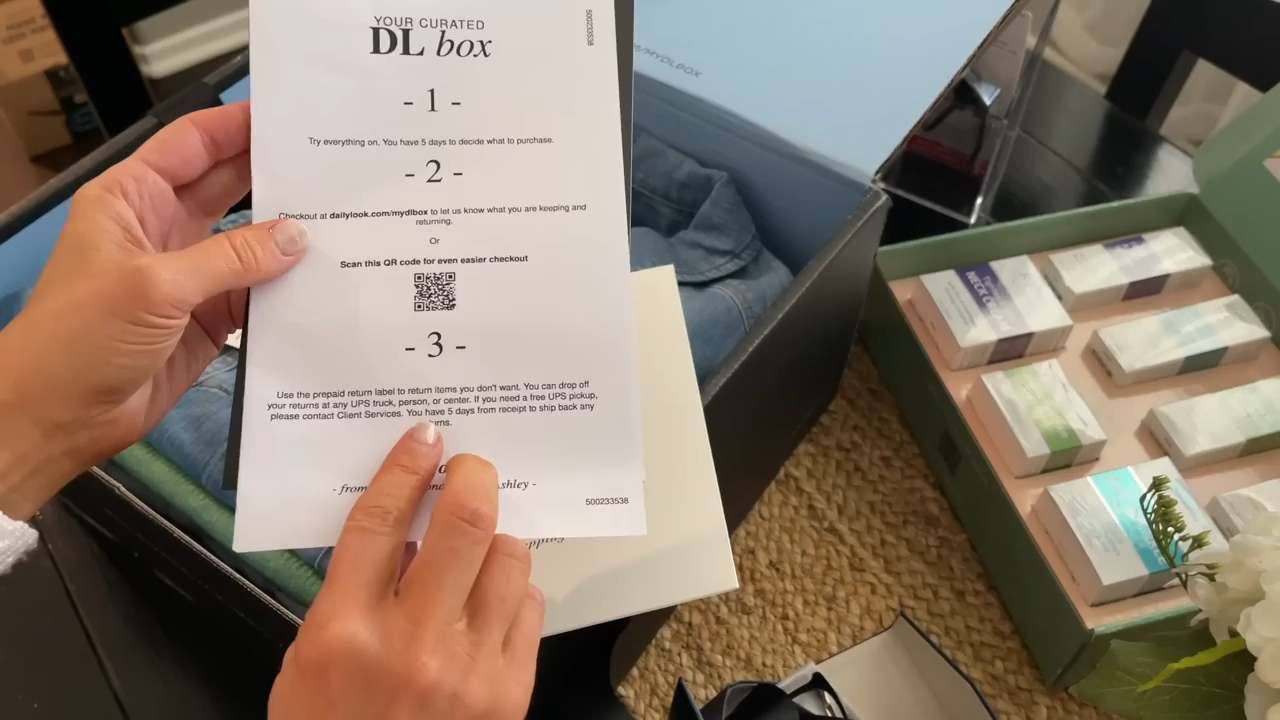 YOUR CURATED
DL box
500233538
- 1 -
Try everything on. You have 5 days to decide what to purchase.
- 2 -
Checkout at dailylook.com/mydlbox to let us know what you are keeping and
returning.
Or
Scan this QR code for even easier checkout
- 3 -
Use the prepaid return label to return items you don't want. You can drop off
your returns at any UPS truck, person, or center. If you need a free UPS pickup,
please contact Client Services. You have 5 days from receipt to ship back any
- from
shley -
500233538
/MYDLBOX
NECK